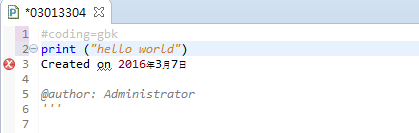 *03013304
1 #coding=gbk
2 print ("hello world")
3 Created on 2016年3月7日
4
5 @author: Administrator
6 '''
7